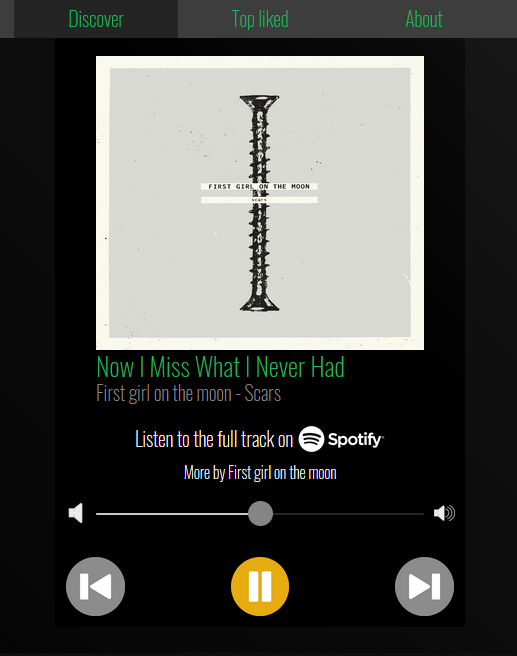 Discover Top liked About
FIRST GIRL ON THE MOON
scars
Now I Miss What I Never Had
First girl on the moon - Scars
Listen to the full track on Spotify
More by First girl on the moon